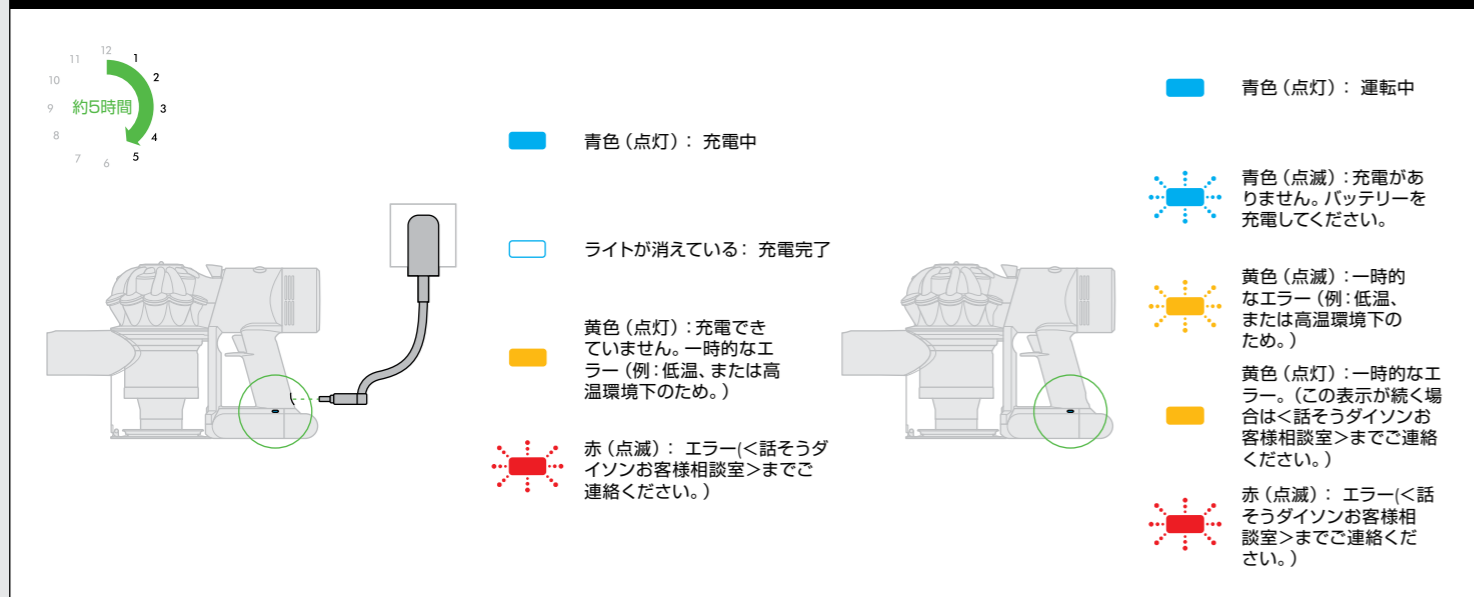 12
11
1
10
2
9
約5時間
3
8
4
7
6
5
青色（点灯）： 充電中
ライトが消えている： 充電完了
黄色（点灯）：充電でき
ていません。一時的なエ
ラー（例：低温、または高
温環境下のため。）
赤（点滅）： エラー(<話そうダ
イソンお客様相談室>までご
連絡ください。）
青色（点灯）： 運転中
青色（点滅）：充電があ
りません。バッテリーを
充電してください。
黄色（点滅）：一時的
なエラー（例：低温、
または高温環境下の
ため。）
黄色（点灯）：一時的なエ
ラー。（この表示が続く場
合は<話そうダイソンお
客様相談室>までご連絡
ください。）
赤（点滅）： エラー(<話
そうダイソンお客様相
談室>までご連絡くだ
さい。）